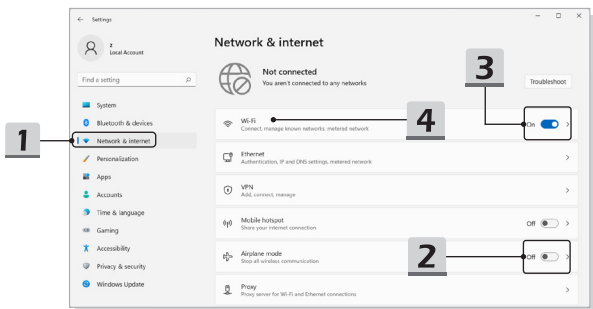 Settings
z
Local Account
Find a setting
System
Bluetooth & devices
Network & internet
Personalization
Apps
Accounts
Time & language
Gaming
Accessibility
Privacy & security
Windows Update
Network & internet
Not connected
You aren't connected to any networks
Troubleshoot
Wi-Fi
Connect, manage known networks, metered network
On
Ethernet
Authentication, IP and DNS settings, metered network
VPN
Add, connect, manage
Mobile hotspot
Share your internet connection
Off
Airplane mode
Stop all wireless communication
Off
Proxy
Proxy server for Wi-Fi and Ethernet connections
1
2
3
4